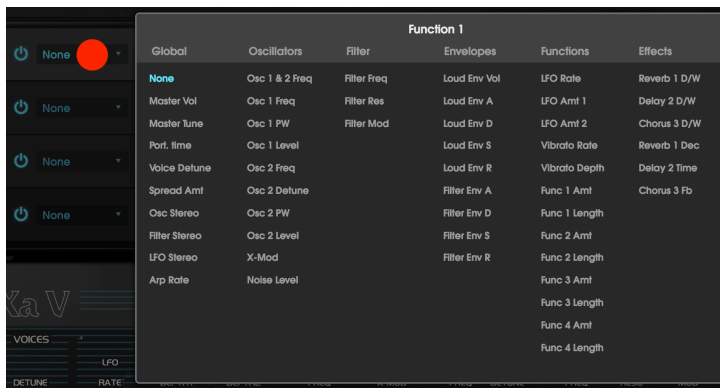 Function 1
Global Oscillators Filter Envelopes Functions Effects
None None Osc 1 & 2 Freq Filter Freq Loud Env Vol LFO Rate Reverb 1 D/W
Master Vol Osc 1 Freq Filter Res Loud Env A LFO Amt 1 Delay 2 D/W
None Master Tune Osc 1 PW Filter Mod Loud Env D LFO Amt 2 Chorus 3 D/W
Port. time Osc 1 Level Loud Env S Vibrato Rate Reverb 1 Dec
None Voice Detune Osc 2 Freq Loud Env R Vibrato Depth Delay 2 Time
Spread Amt Osc 2 Detune Filter Env A Func 1 Amt Chorus 3 Fb
None Osc Stereo Osc 2 PW Filter Env D Func 1 Length
Filter Stereo Osc 2 Level Filter Env S Func 2 Amt
LFO Stereo X-Mod Filter Env R Func 2 Length
Arp Rate Noise Level Func 3 Amt
Func 3 Length
Func 4 Amt
Func 4 Length
Xa V
VOICES
LFO
DETUNE RATE